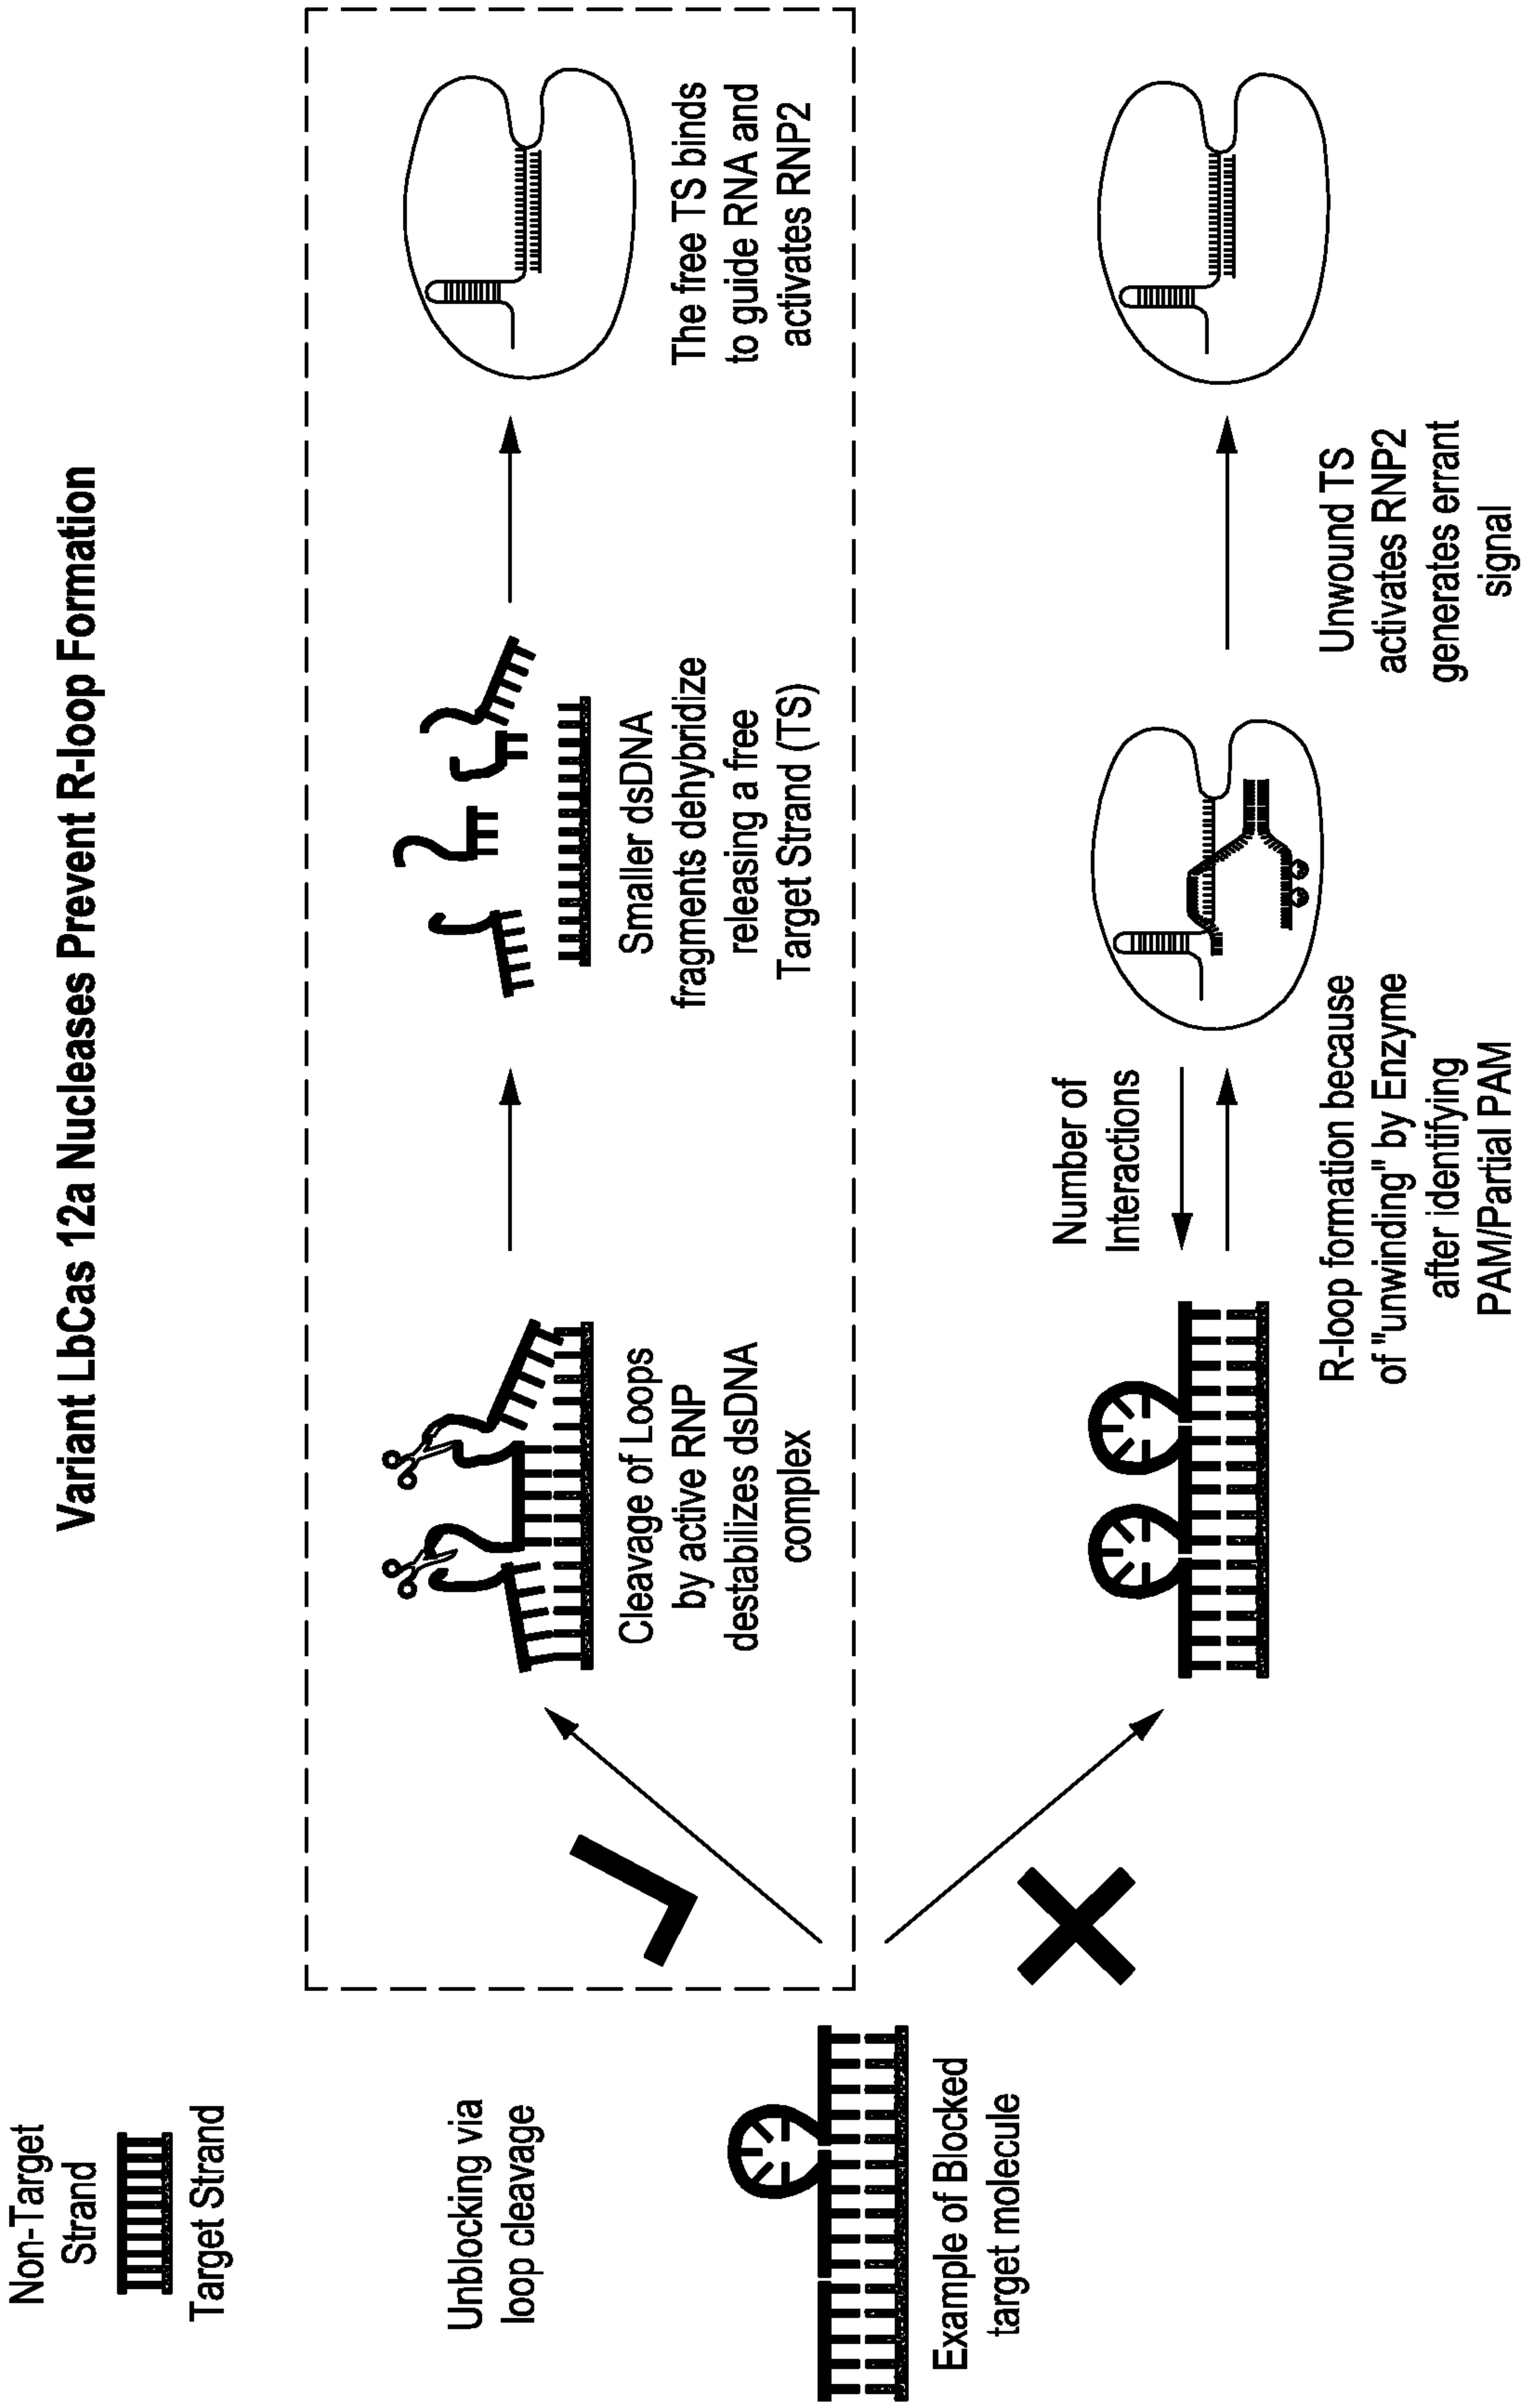 Variant LbCas 12a Nucleases Prevent R-loop Formation
Non-Target
Strand
Target Strand
Unblocking via
loop cleavage
Example of Blocked
target molecule
Cleavage of Loops
by active RNP
destabilizes dsDNA
complex
Smaller dsDNA
fragments dehybridize
releasing a free
Target Strand (TS)
The free TS binds
to guide RNA and
activates RNP2
Number of
Interactions
R-loop formation because
of "unwinding" by Enzyme
after identifying
PAM/Partial PAM
Unwound TS
activates RNP2
generates errant
signal